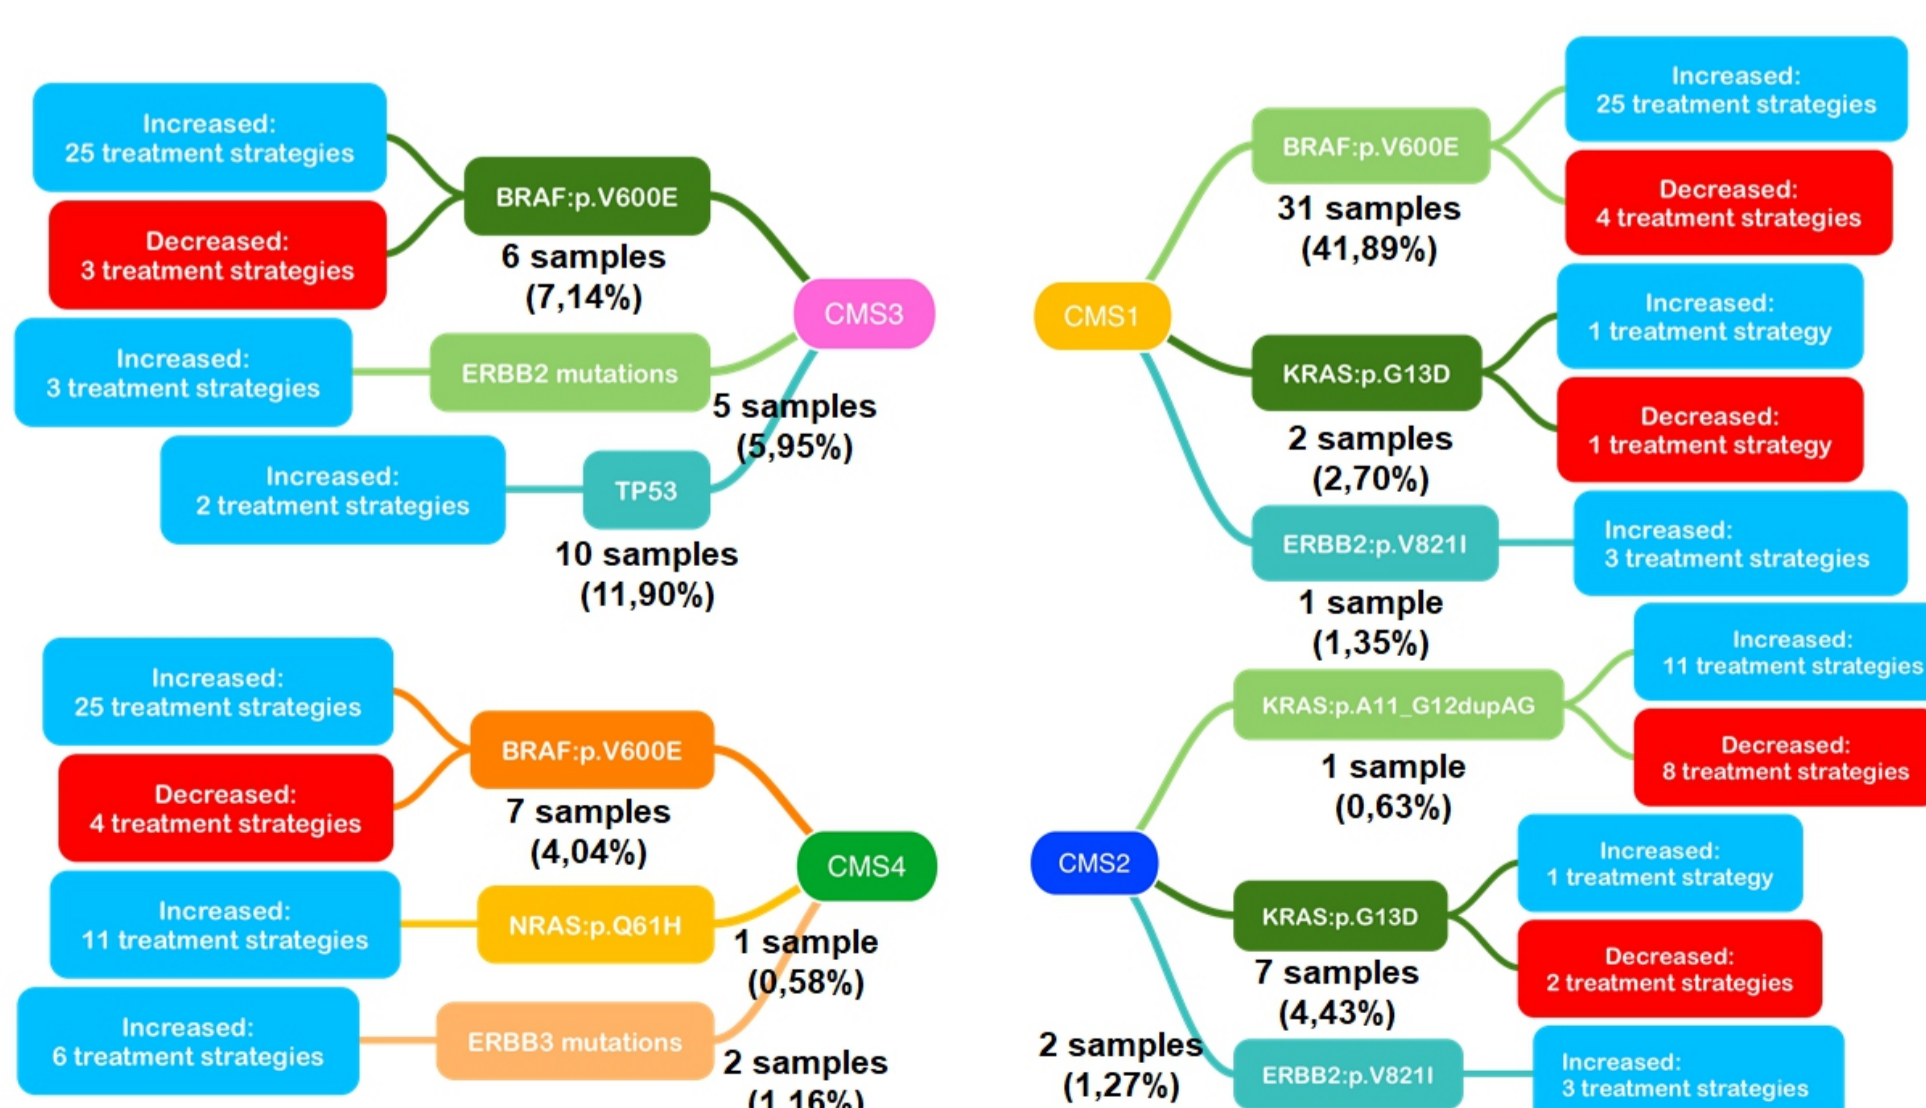 Increased:
25 treatment strategies
Decreased:
3 treatment strategies
BRAF:p.V600E
6 samples
(7,14%)
CMS3
Increased:
3 treatment strategies
ERBB2 mutations
5 samples
(5,95%)
Increased:
2 treatment strategies
TP53
10 samples
(11,90%)
Increased:
25 treatment strategies
BRAF:p.V600E
Decreased:
4 treatment strategies
31 samples
(41,89%)
CMS1
Increased:
1 treatment strategy
KRAS:p.G13D
Decreased:
1 treatment strategy
2 samples
(2,70%)
ERBB2:p.V821I
Increased:
3 treatment strategies
1 sample
(1,35%)
Increased:
25 treatment strategies
BRAF:p.V600E
Decreased:
4 treatment strategies
7 samples
(4,04%)
CMS4
Increased:
11 treatment strategies
NRAS:p.Q61H
1 sample
(0,58%)
Increased:
6 treatment strategies
ERBB3 mutations
2 samples
(1,16%)
Increased:
11 treatment strategies
KRAS:p.A11_G12dupAG
Decreased:
8 treatment strategies
1 sample
(0,63%)
CMS2
Increased:
1 treatment strategy
KRAS:p.G13D
Decreased:
2 treatment strategies
7 samples
(4,43%)
2 samples
(1,27%)
ERBB2:p.V821I
Increased:
3 treatment strategies